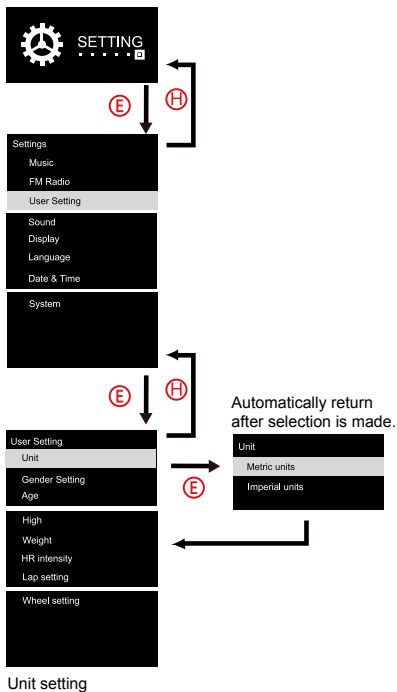 SETTING
E
H
Settings
Music
FM Radio
User Setting
Sound
Display
Language
Date & Time
System
E
H
User Setting
Unit
Gender Setting
Age
High
Weight
HR intensity
Lap setting
Wheel setting
E
Automatically return
after selection is made.
Unit
Metric units
Imperial units
Unit setting